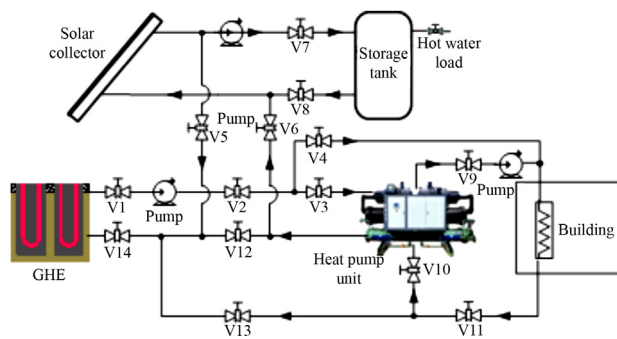 Solar collector
V7
Storage tank
Hot water load
V8
V5
Pump
V6
V4
V9
Pump
V1
Pump
V2
V3
Building
GHE
V14
V12
Heat pump unit
V10
V13
V11